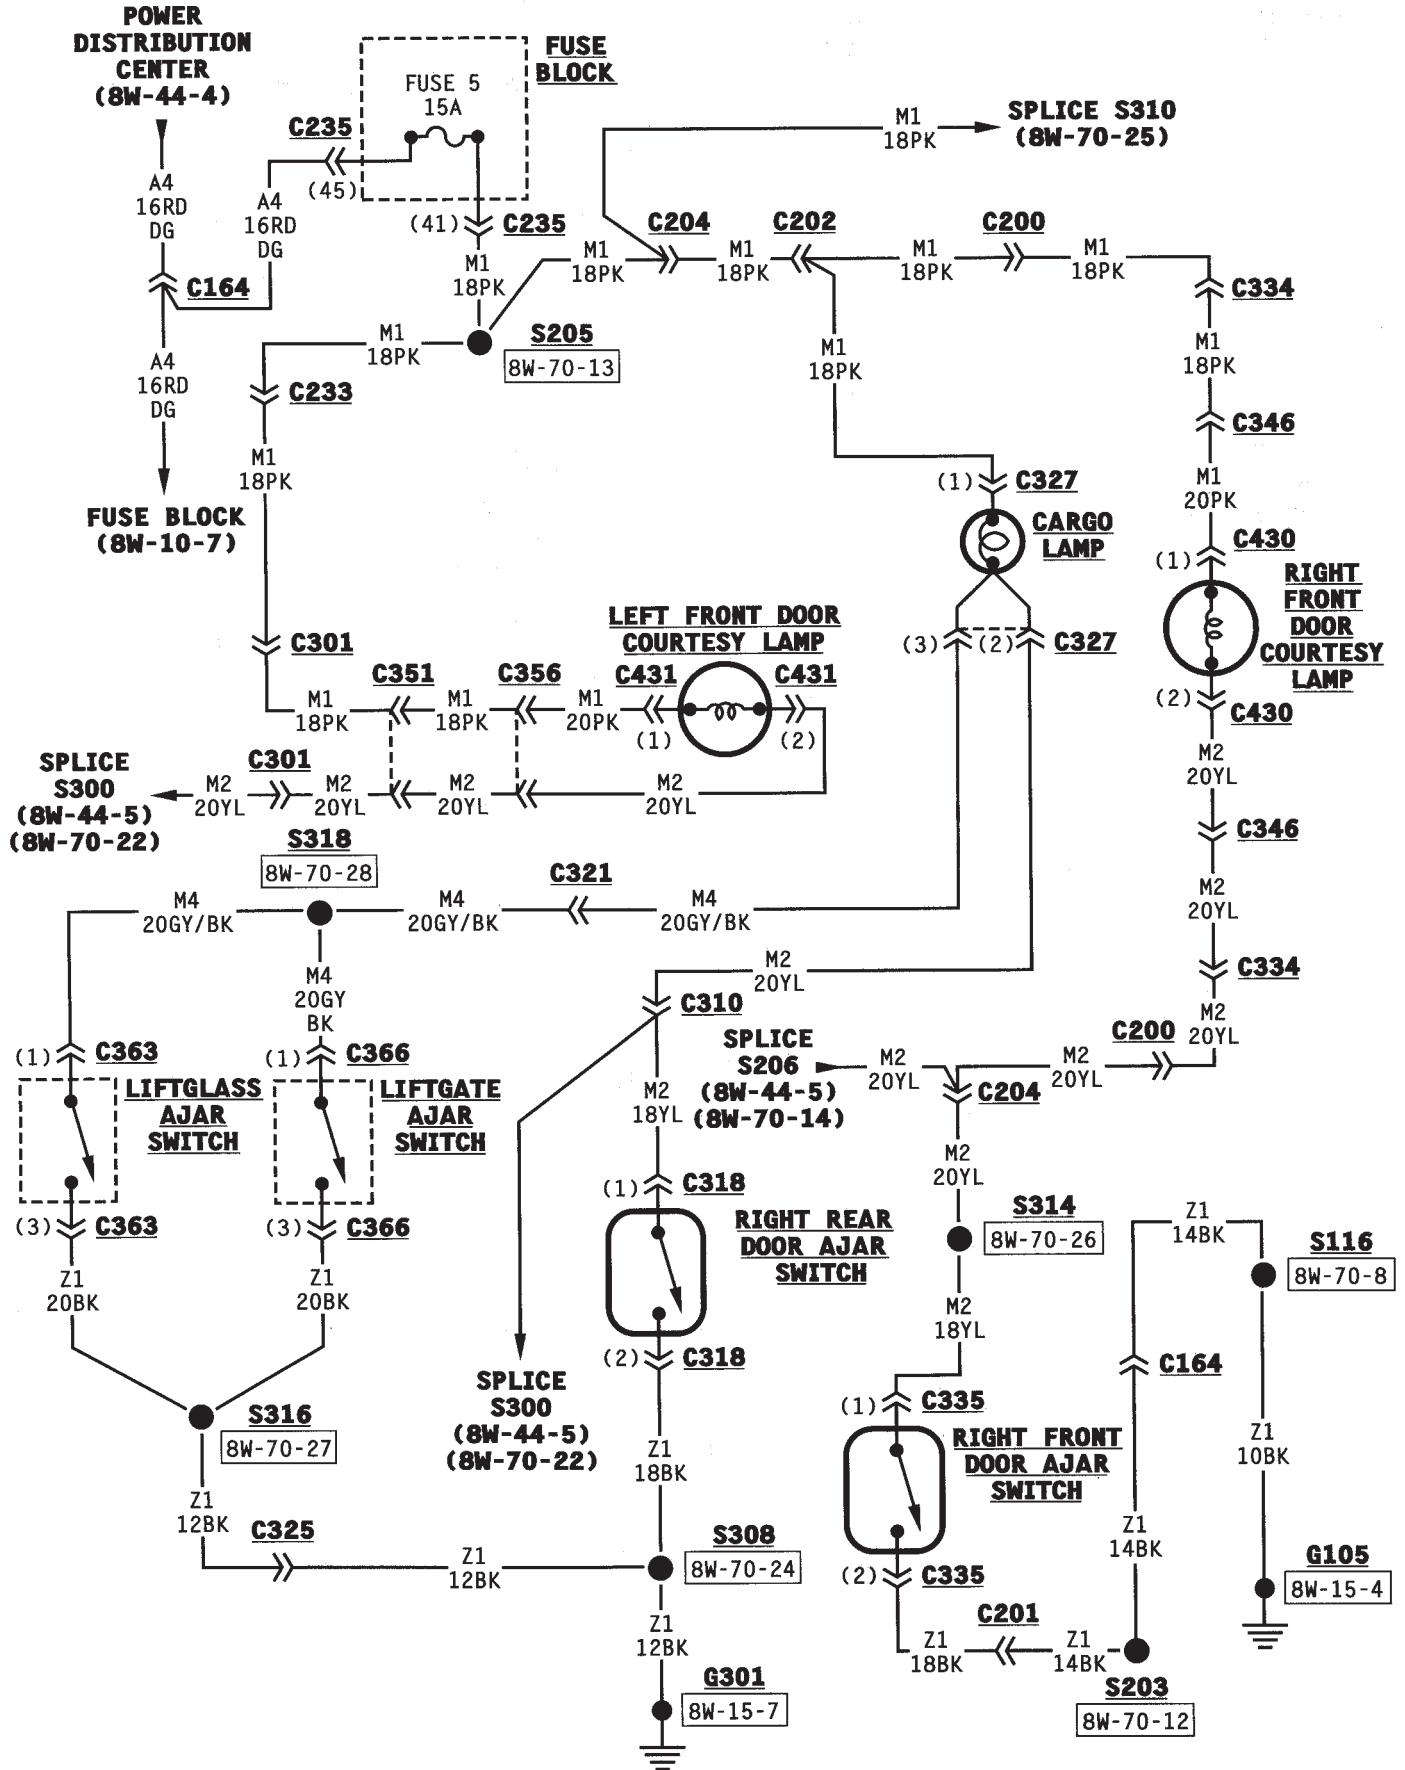 POWER
DISTRIBUTION
CENTER
(8W-44-4)
FUSE
BLOCK
FUSE 5
15A
C235
(45)
A4
16RD
DG
A4
16RD
DG
C164
(41)
C235
M1
18PK
M1
18PK
SPLICE S310
(8W-70-25)
C204
C202
C200
M1
18PK
M1
18PK
M1
18PK
M1
18PK
C334
S205
8W-70-13
M1
18PK
C233
A4
16RD
DG
M1
18PK
M1
18PK
C346
M1
18PK
FUSE BLOCK
(8W-10-7)
(1)
C327
CARGO
LAMP
M1
20PK
C430
(1)
RIGHT
FRONT
DOOR
COURTESY
LAMP
(2)
C430
C301
LEFT FRONT DOOR
COURTESY LAMP
(3)
(2)
C327
C351
C356
C431
C431
M1
18PK
M1
18PK
M1
20PK
(1)
(2)
M2
20YL
SPLICE
S300
(8W-44-5)
(8W-70-22)
C301
M2
20YL
M2
20YL
M2
20YL
M2
20YL
C346
S318
8W-70-28
C321
M4
20GY/BK
M4
20GY/BK
M4
20GY/BK
M2
20YL
M4
20GY
BK
M2
20YL
C334
C310
M2
20YL
C200
SPLICE
S206
(8W-44-5)
(8W-70-14)
M2
20YL
M2
20YL
C204
(1)
C363
(1)
C366
LIFTGLASS
AJAR
SWITCH
LIFTGATE
AJAR
SWITCH
M2
18YL
M2
20YL
(1)
C318
(3)
C363
(3)
C366
RIGHT REAR
DOOR AJAR
SWITCH
S314
8W-70-26
Z1
14BK
S116
8W-70-8
Z1
20BK
Z1
20BK
M2
18YL
(2)
C318
C164
SPLICE
S300
(8W-44-5)
(8W-70-22)
(1)
C335
S316
8W-70-27
RIGHT FRONT
DOOR AJAR
SWITCH
Z1
18BK
Z1
10BK
Z1
12BK
C325
Z1
12BK
S308
8W-70-24
Z1
14BK
G105
8W-15-4
(2)
C335
C201
Z1
12BK
Z1
18BK
Z1
14BK
G301
8W-15-7
S203
8W-70-12